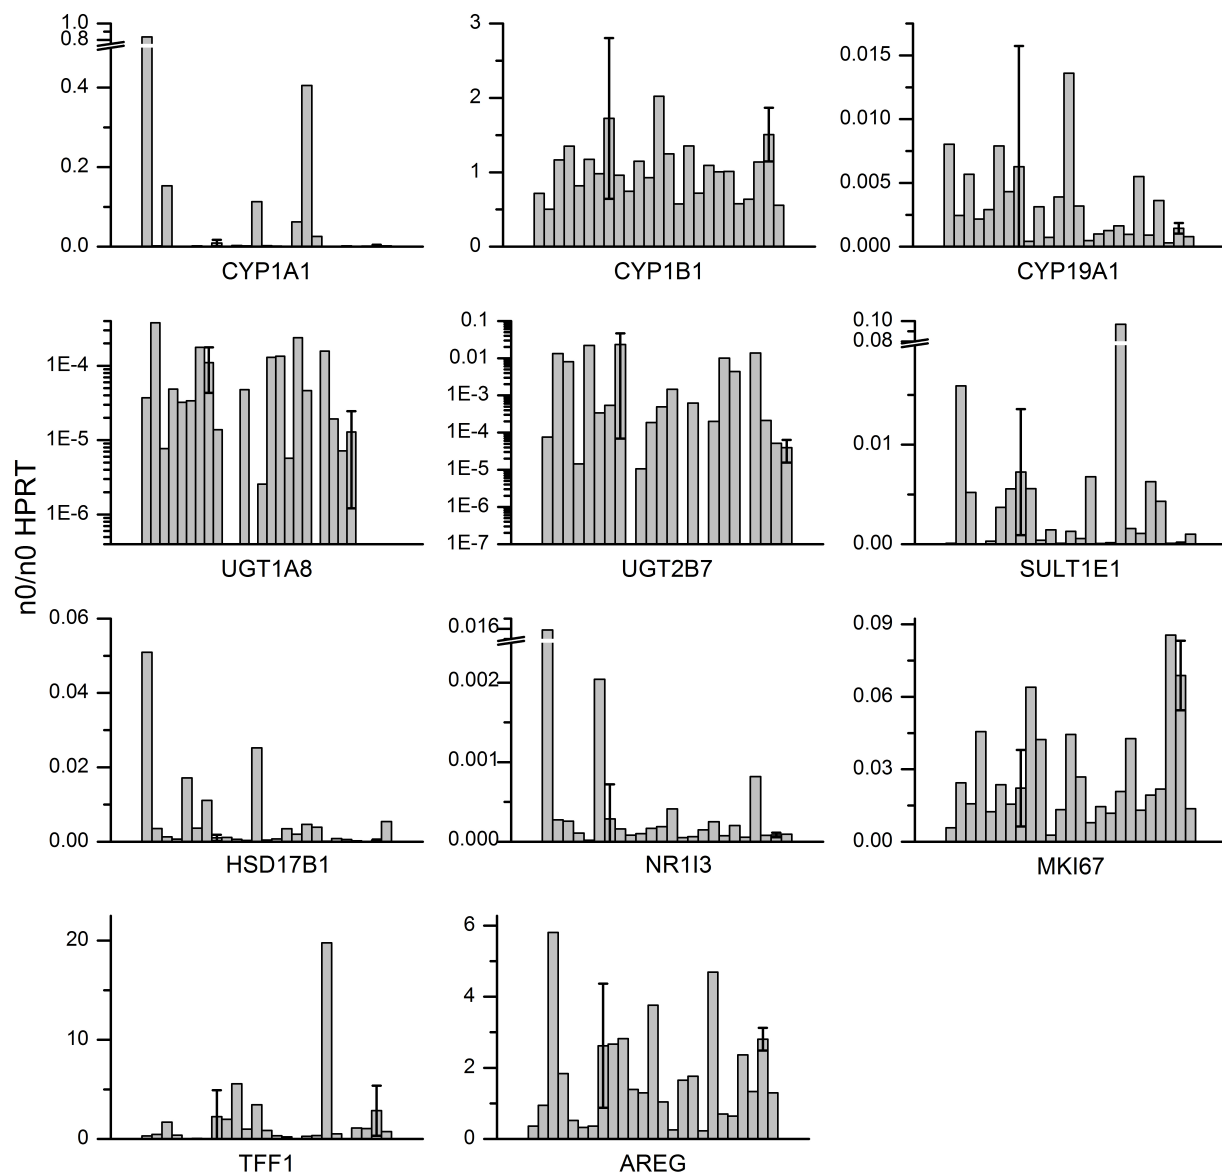 n0/n0 HPRT
1.0
0.8
0.4
0.2
0.0
CYP1A1
3
2
1
0
CYP1B1
0.015
0.010
0.005
0.000
CYP19A1
1E-4
1E-5
1E-6
UGT1A8
0.1
0.01
1E-3
1E-4
1E-5
1E-6
1E-7
UGT2B7
0.10
0.08
0.01
0.00
SULT1E1
0.06
0.04
0.02
0.00
HSD17B1
0.016
0.002
0.001
0.000
NR1I3
0.09
0.06
0.03
0.00
MKI67
20
10
0
TFF1
6
4
2
0
AREG